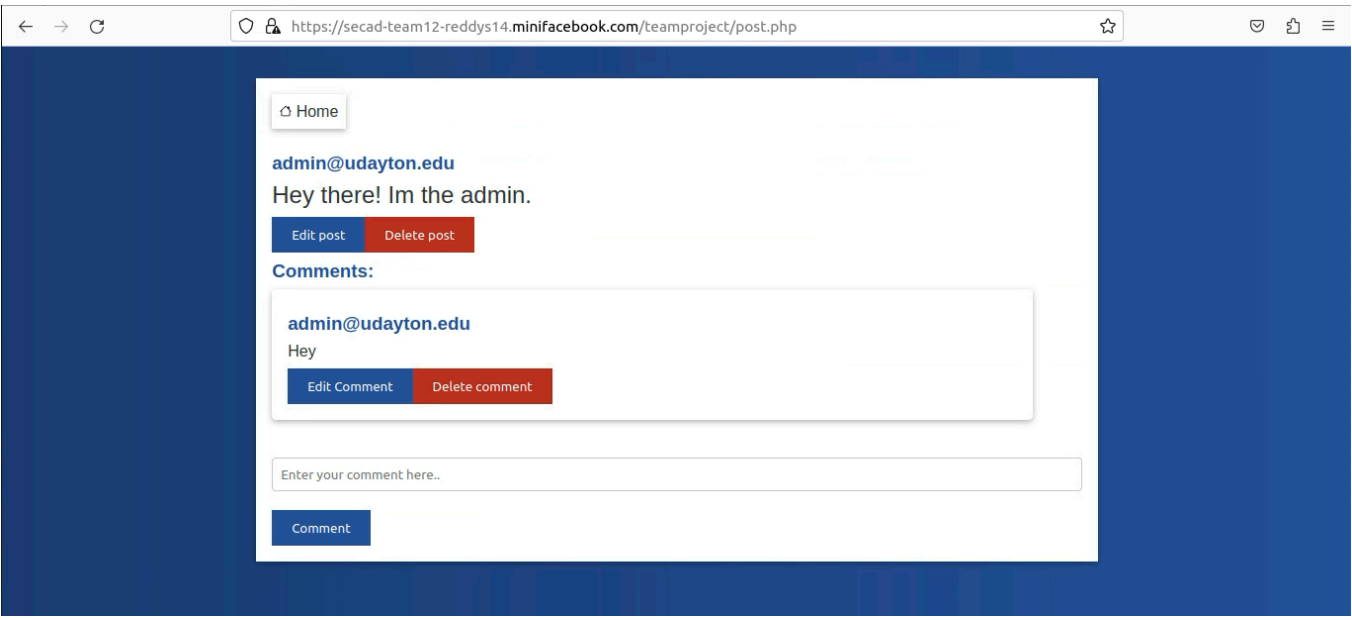 https://secad-team12-reddys14.minifacebook.com/teamproject/post.php
Home
admin@udayton.edu
Hey there! Im the admin.
Edit post Delete post
Comments:
admin@udayton.edu
Hey
Edit Comment Delete comment
Enter your comment here..
Comment